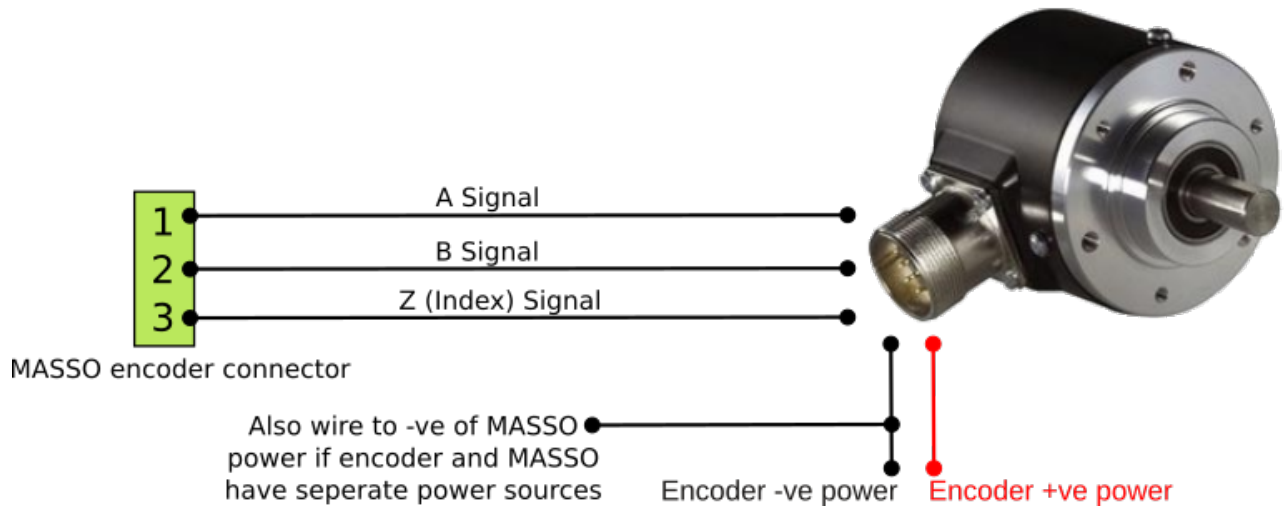 1
A Signal
2
B Signal
3
Z (Index) Signal
MASSO encoder connector
Also wire to -ve of MASSO
power if encoder and MASSO
have seperate power sources
Encoder -ve power
Encoder +ve power